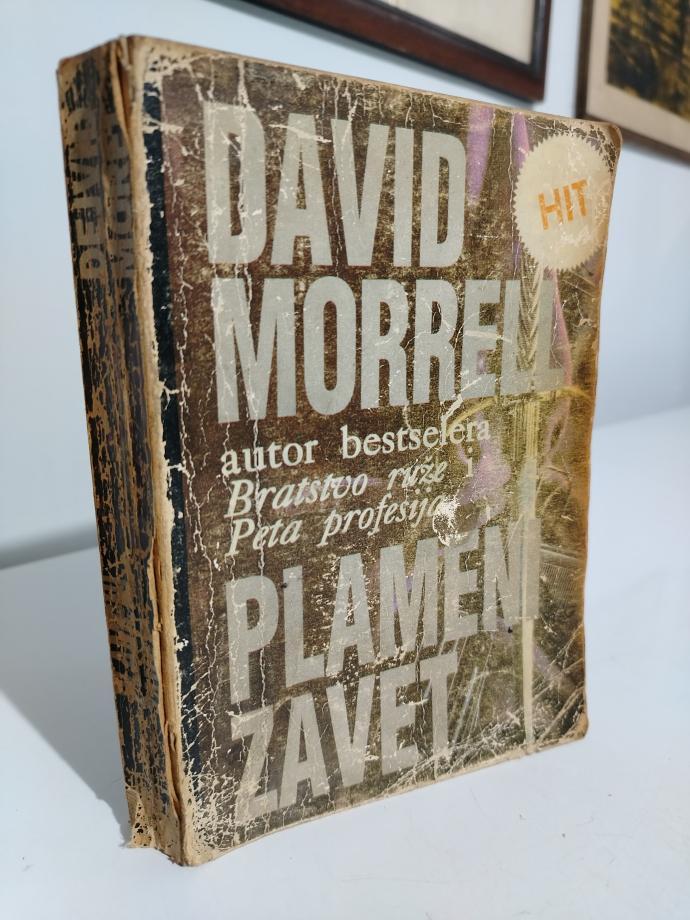 DAVID
MORRELL
HIT
autor bestselera
Bratstvo ruže i
Peta profesija
PLAMENI
ZAVET